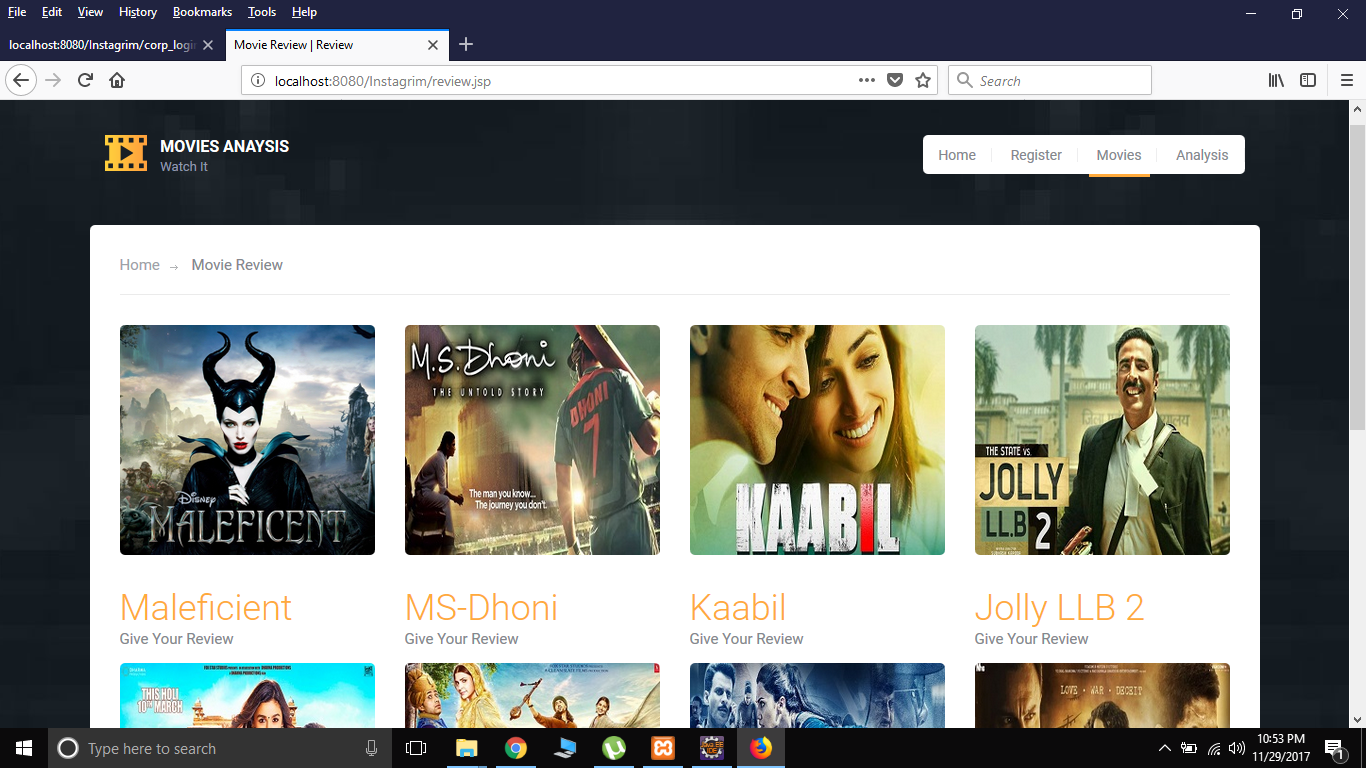 File Edit View History Bookmarks Tools Help
localhost:8080/Instagrim/corp_login
Movie Review | Review
localhost:8080/Instagrim/review.jsp
Search
MOVIES ANAYSIS
Watch It
Home Register Movies Analysis
Home → Movie Review
DISNEY
MALEFICENT
M.S.Dhoni
THE UNTOLD STORY
DHONI
7
The man you know...
The journey you don't.
KAABIL
THE STATE VS.
JOLLY
LLB 2
Maleficient
Give Your Review
MS-Dhoni
Give Your Review
Kaabil
Give Your Review
Jolly LLB 2
Give Your Review
THIS HOLI
10TH MARCH
LOVE · WAR · DECEIT
Type here to search
10:53 PM
11/29/2017
1